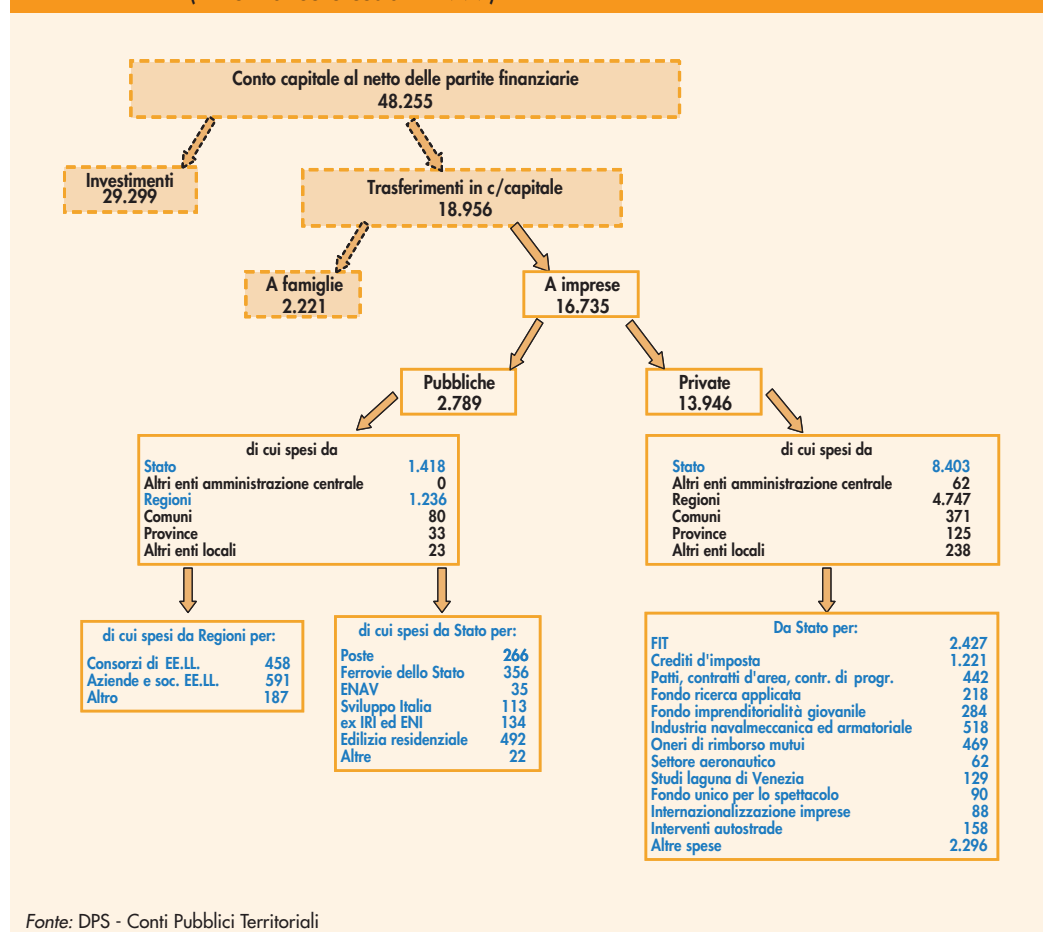 Conto capitale al netto delle partite finanziarie
48.255
Investimenti
29.299
Trasferimenti in c/capitale
18.956
A famiglie
2.221
A imprese
16.735
Pubbliche
2.789
Private
13.946
di cui spesi da
Stato 1.418
Altri enti amministrazione centrale 0
Regioni 1.236
Comuni 80
Province 33
Altri enti locali 23
di cui spesi da
Stato 8.403
Altri enti amministrazione centrale 62
Regioni 4.747
Comuni 371
Province 125
Altri enti locali 238
di cui spesi da Regioni per:
Consorzi di EE.LL. 458
Aziende e soc. EE.LL. 591
Altro 187
di cui spesi da Stato per:
Poste 266
Ferrovie dello Stato 356
ENAV 35
Sviluppo Italia 113
ex IRI ed ENI 134
Edilizia residenziale 492
Altre 22
Da Stato per:
FIT 2.427
Crediti d'imposta 1.221
Patti, contratti d'area, contr. di progr. 442
Fondo ricerca applicata 218
Fondo imprenditorialità giovanile 284
Industria navalmeccanica ed armatoriale 518
Oneri di rimborso mutui 469
Settore aeronautico 62
Studi laguna di Venezia 129
Fondo unico per lo spettacolo 90
Internazionalizzazione imprese 88
Interventi autostrade 158
Altre spese 2.296
Fonte: DPS - Conti Pubblici Territoriali